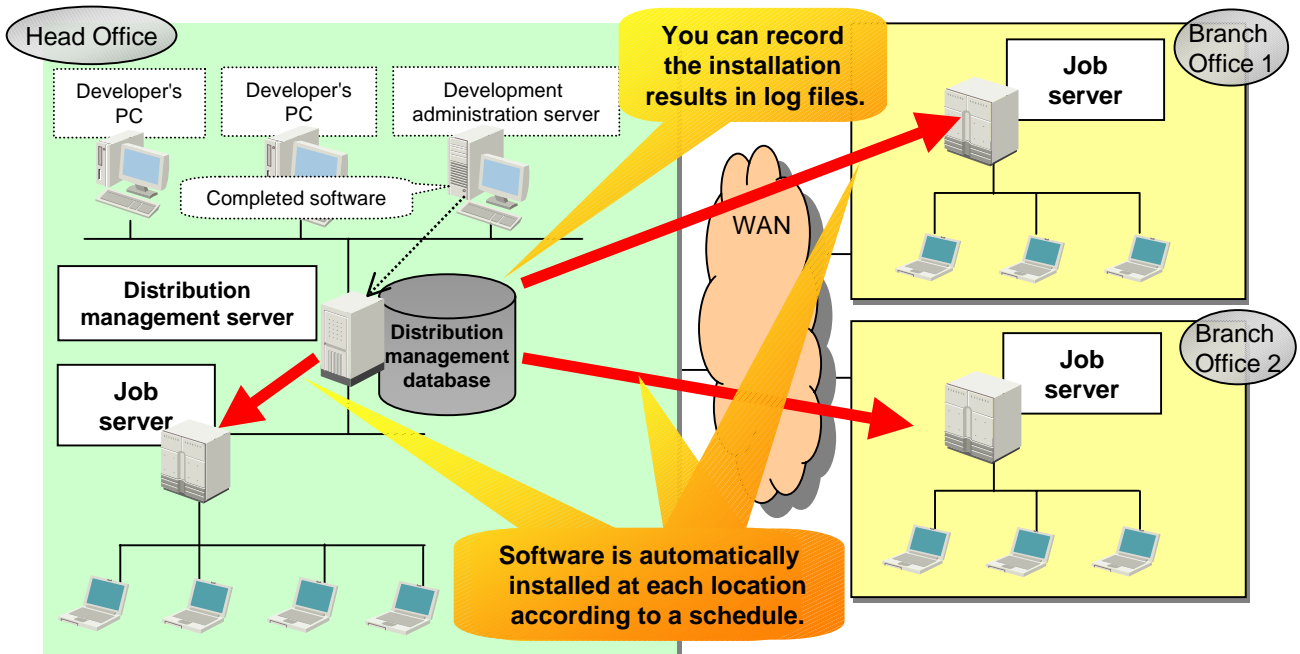 Head Office
Developer's
PC
Developer's
PC
Development
administration server
Completed software
You can record
the installation
results in log files.
Branch
Office 1
Job
server
WAN
Distribution
management server
Distribution
management
database
Job
server
Branch
Office 2
Job
server
Software is automatically
installed at each location
according to a schedule.